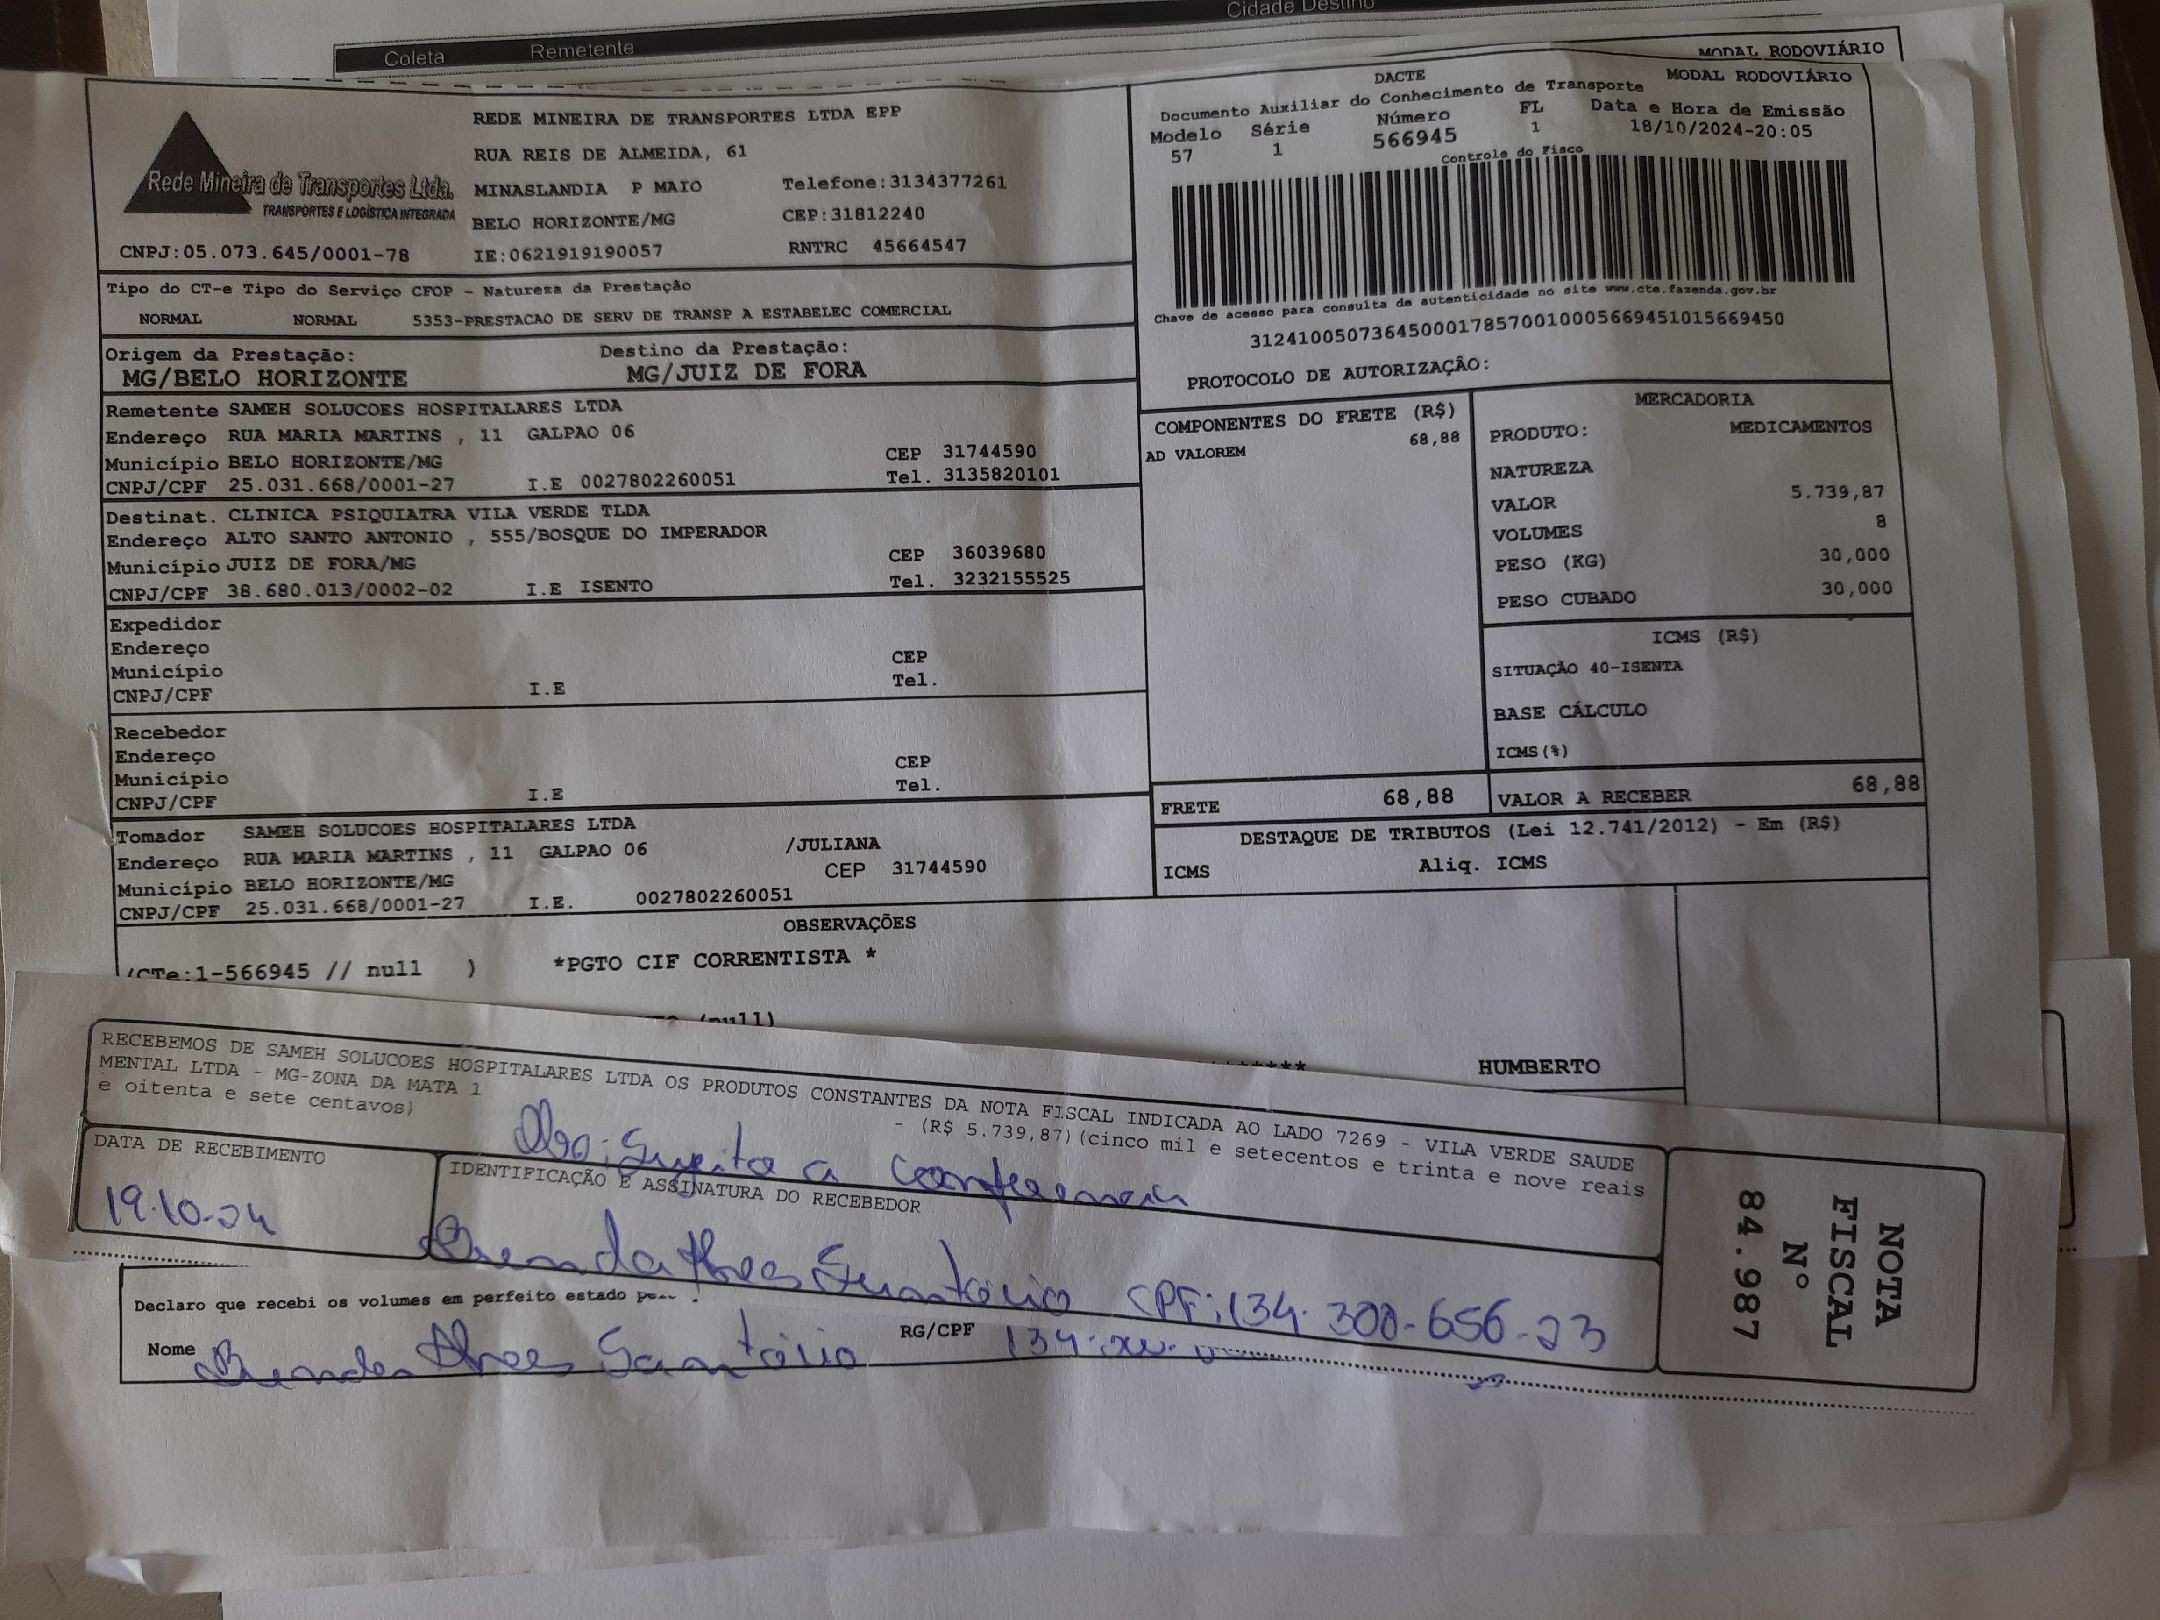 Cidade Destino
Coleta Remetente
MODAL RODOVIÁRIO
Rede Mineira de Transportes Ltda.
TRANSPORTES E LOGÍSTICA INTEGRADA
CNPJ:05.073.645/0001-78
REDE MINEIRA DE TRANSPORTES LTDA EPP
RUA REIS DE ALMEIDA, 61
MINASLANDIA P MAIO Telefone:3134377261
BELO HORIZONTE/MG CEP:31812240
IE:0621919190057 RNTRC 45664547
DACTE MODAL RODOVIÁRIO
Documento Auxiliar do Conhecimento de Transporte
Modelo Série Número FL Data e Hora de Emissão
57 1 566945 1 18/10/2024-20:05
Controle do Fisco
Chave de acesso para consulta de autenticidade no site www.cte.fazenda.gov.br
31241005073645000178570010005669451015669450
PROTOCOLO DE AUTORIZAÇÃO:
Tipo do CT-e Tipo do Serviço CFOP - Natureza da Prestação
NORMAL NORMAL 5353-PRESTACAO DE SERV DE TRANSP A ESTABELEC COMERCIAL
Origem da Prestação: Destino da Prestação:
MG/BELO HORIZONTE MG/JUIZ DE FORA
Remetente SAMEH SOLUCOES HOSPITALARES LTDA
Endereço RUA MARIA MARTINS , 11 GALPAO 06
Município BELO HORIZONTE/MG CEP 31744590
CNPJ/CPF 25.031.668/0001-27 I.E 0027802260051 Tel. 3135820101
Destinat. CLINICA PSIQUIATRA VILA VERDE TLDA
Endereço ALTO SANTO ANTONIO , 555/BOSQUE DO IMPERADOR
Município JUIZ DE FORA/MG CEP 36039680
CNPJ/CPF 38.680.013/0002-02 I.E ISENTO Tel. 3232155525
Expedidor
Endereço
Município CEP
CNPJ/CPF I.E Tel.
Recebedor
Endereço
Município CEP
CNPJ/CPF I.E Tel.
Tomador SAMEH SOLUCOES HOSPITALARES LTDA
Endereço RUA MARIA MARTINS , 11 GALPAO 06 /JULIANA
Município BELO HORIZONTE/MG CEP 31744590
CNPJ/CPF 25.031.668/0001-27 I.E. 0027802260051
COMPONENTES DO FRETE (R$)
AD VALOREM 68,88
MERCADORIA
PRODUTO: MEDICAMENTOS
NATUREZA
VALOR 5.739,87
VOLUMES 8
PESO (KG) 30,000
PESO CUBADO 30,000
ICMS (R$)
SITUAÇÃO 40-ISENTA
BASE CÁLCULO
ICMS(%)
FRETE 68,88 VALOR A RECEBER 68,88
DESTAQUE DE TRIBUTOS (Lei 12.741/2012) - Em (R$)
ICMS Aliq. ICMS
OBSERVAÇÕES
(CTe:1-566945 // null ) *PGTO CIF CORRENTISTA *
(null)
HUMBERTO
RECEBEMOS DE SAMEH SOLUCOES HOSPITALARES LTDA OS PRODUTOS CONSTANTES DA NOTA FISCAL INDICADA AO LADO 7269 - VILA VERDE SAUDE
MENTAL LTDA - MG-ZONA DA MATA 1 - (R$ 5.739,87)(cinco mil e setecentos e trinta e nove reais
e oitenta e sete centavos)
Obs: Sujeito a conferencia
DATA DE RECEBIMENTO
19.10.24
IDENTIFICAÇÃO E ASSINATURA DO RECEBEDOR
Brenda Alves Santório CPF:134.300.656-23
NOTA
FISCAL
Nº
84.987
Declaro que recebi os volumes em perfeito estado
Nome Brenda Alves Santório RG/CPF 134.